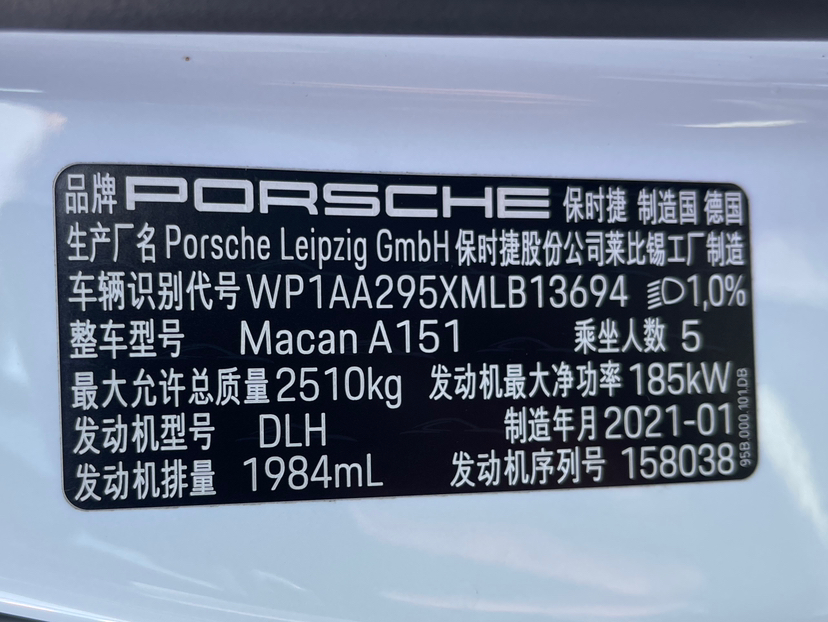 品牌 PORSCHE 保时捷 制造国 德国
生产厂名 Porsche Leipzig GmbH 保时捷股份公司莱比锡工厂制造
车辆识别代号 WP1AA295XMLB13694 1,0%
整车型号 Macan A151 乘坐人数 5
最大允许总质量 2510kg 发动机最大净功率 185kW
发动机型号 DLH 制造年月 2021-01
发动机排量 1984mL 发动机序列号 158038
95B.000.101.DB